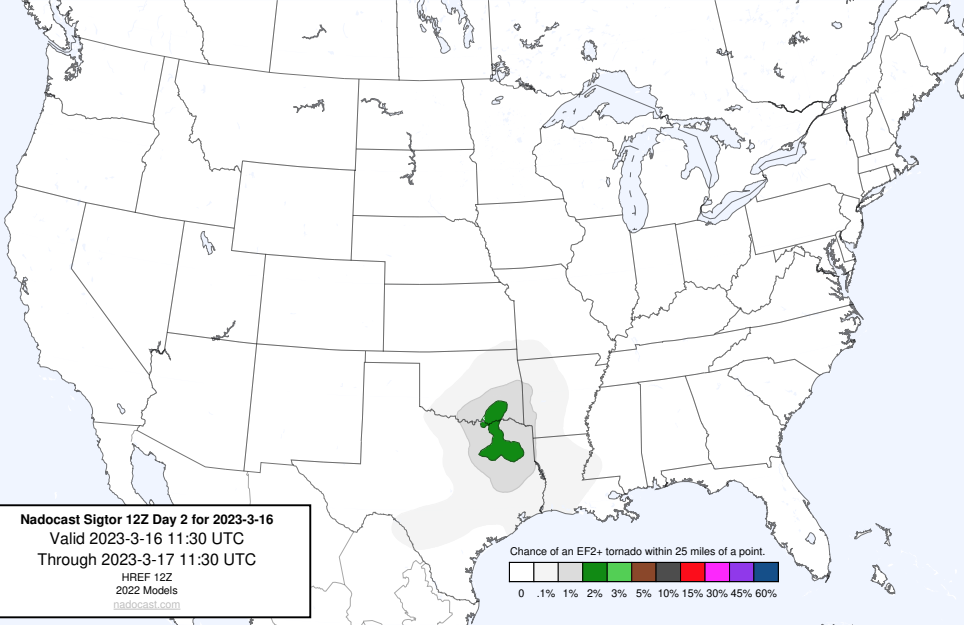 Nadocast Sigtor 12Z Day 2 for 2023-3-16
Valid 2023-3-16 11:30 UTC
Through 2023-3-17 11:30 UTC
HREF 12Z
2022 Models
nadocast.com
Chance of an EF2+ tornado within 25 miles of a point.
0 .1% 1% 2% 3% 5% 10% 15% 30% 45% 60%